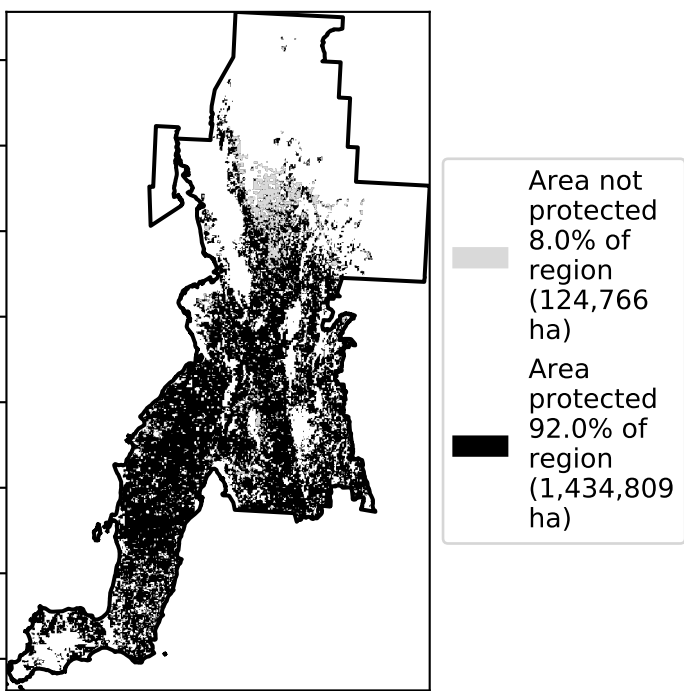 Area not
protected
8.0% of
region
(124,766
ha)
Area
protected
92.0% of
region
(1,434,809
ha)